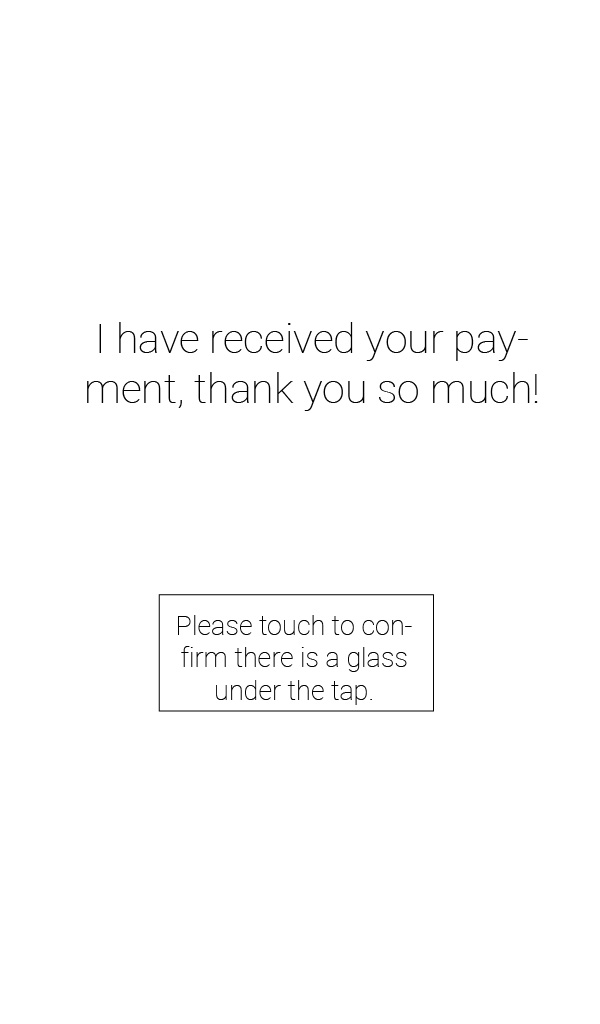 I have received your pay-
ment, thank you so much!
Please touch to con-
firm there is a glass
under the tap.